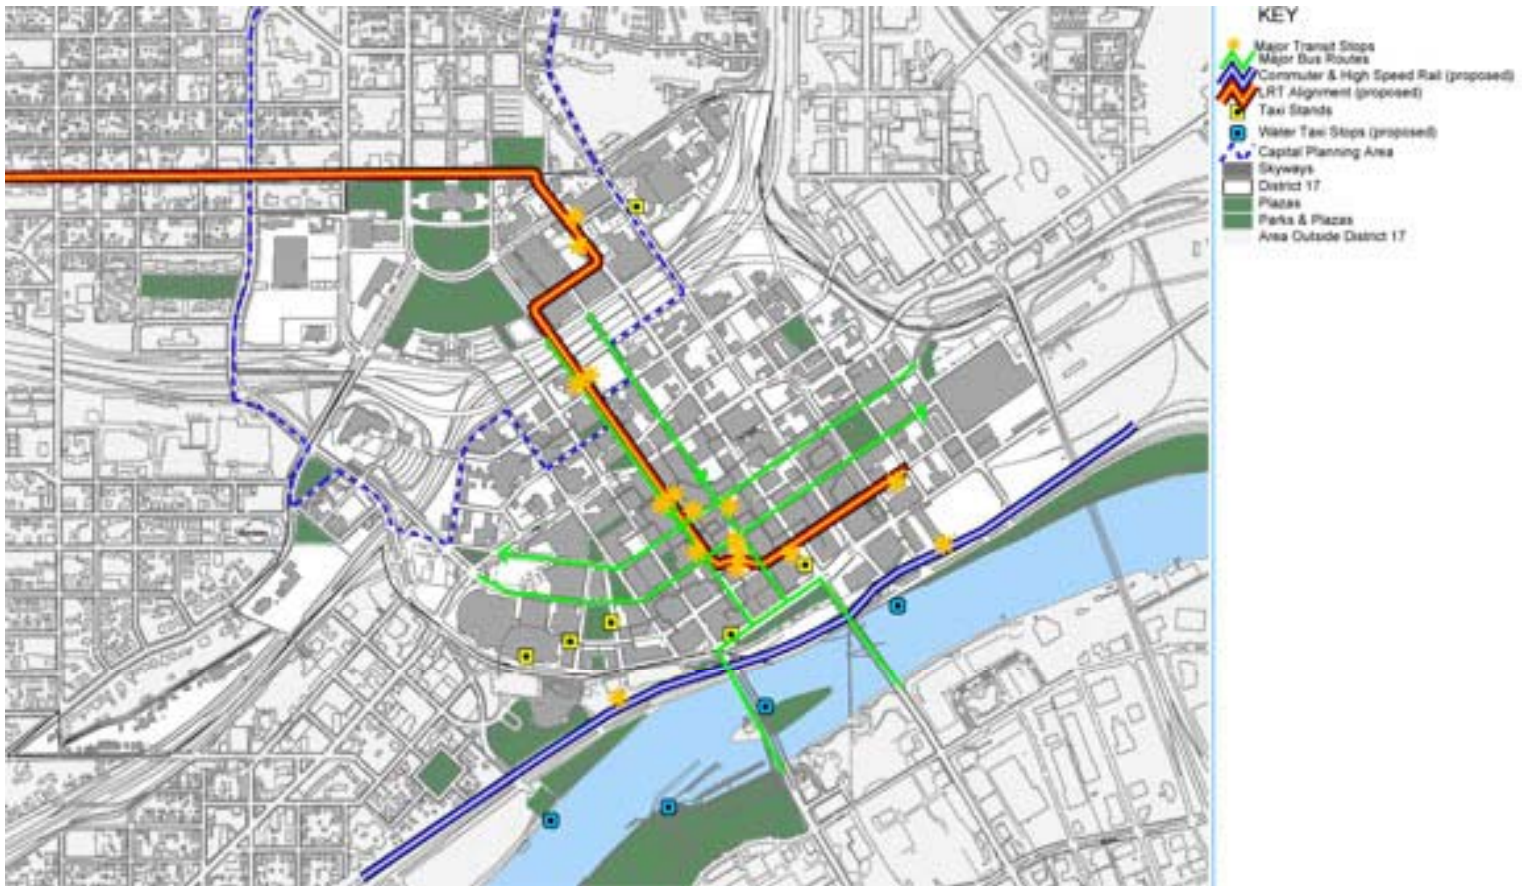 KEY
Major Transit Stops
Major Bus Routes
Commuter & High Speed Rail (proposed)
LRT Alignment (proposed)
Taxi Stands
Water Taxi Stops (proposed)
Capital Planning Area
Skyways
District 17
Plazas
Parks & Plazas
Area Outside District 17